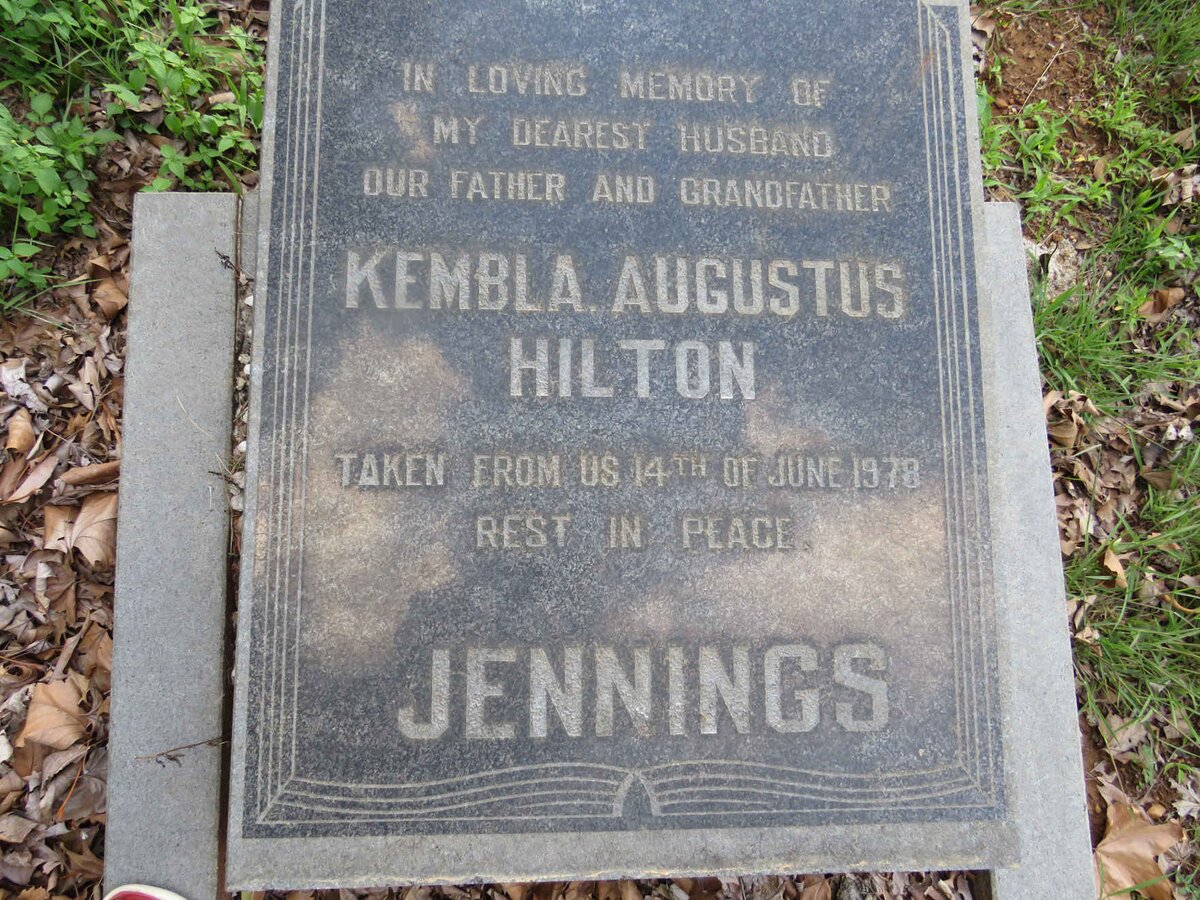 IN LOVING MEMORY OF
MY DEAREST HUSBAND
OUR FATHER AND GRANDFATHER
KEMBLA. AUGUSTUS
HILTON
TAKEN FROM US 14TH OF JUNE 1978
REST IN PEACE.
JENNINGS